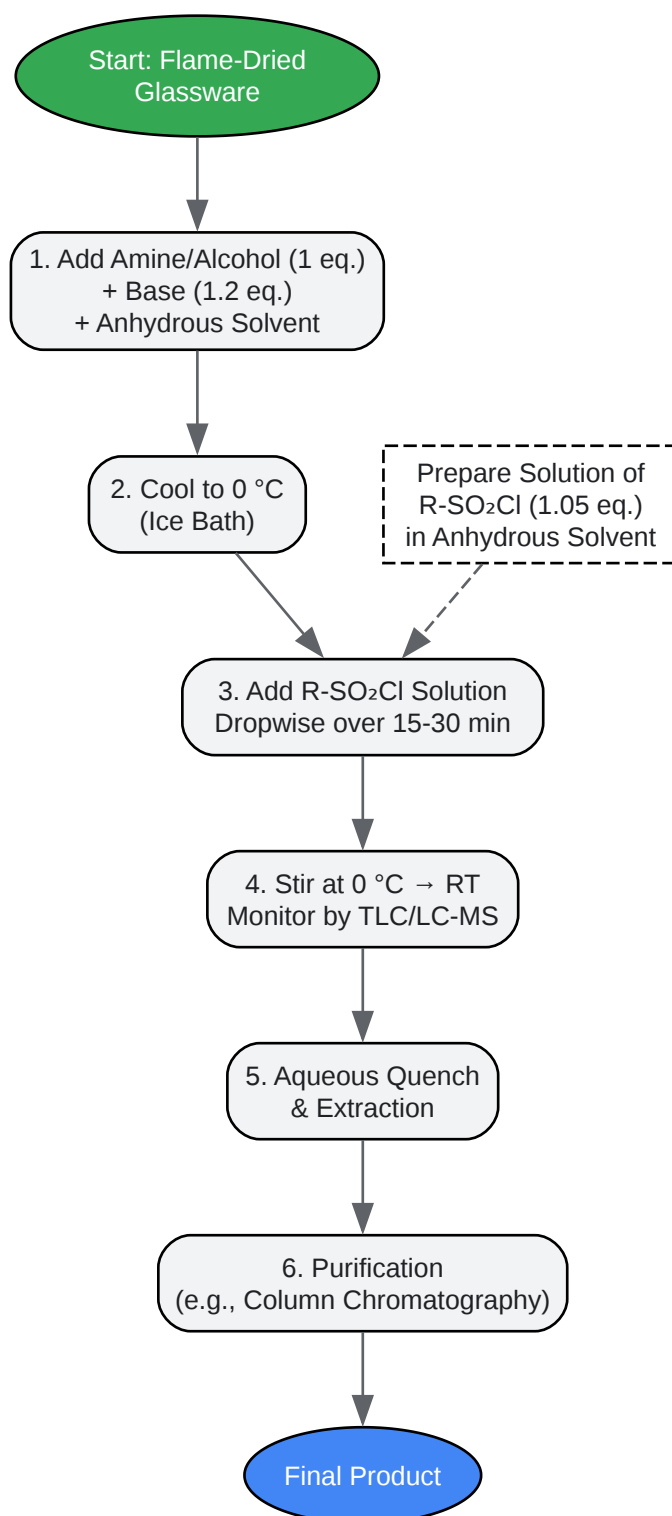 Start: Flame-Dried
Glassware
1. Add Amine/Alcohol (1 eq.)
+ Base (1.2 eq.)
+ Anhydrous Solvent
2. Cool to 0 °C
(Ice Bath)
Prepare Solution of
R-SO₂Cl (1.05 eq.)
in Anhydrous Solvent
3. Add R-SO₂Cl Solution
Dropwise over 15-30 min
4. Stir at 0 °C → RT
Monitor by TLC/LC-MS
5. Aqueous Quench
& Extraction
6. Purification
(e.g., Column Chromatography)
Final Product